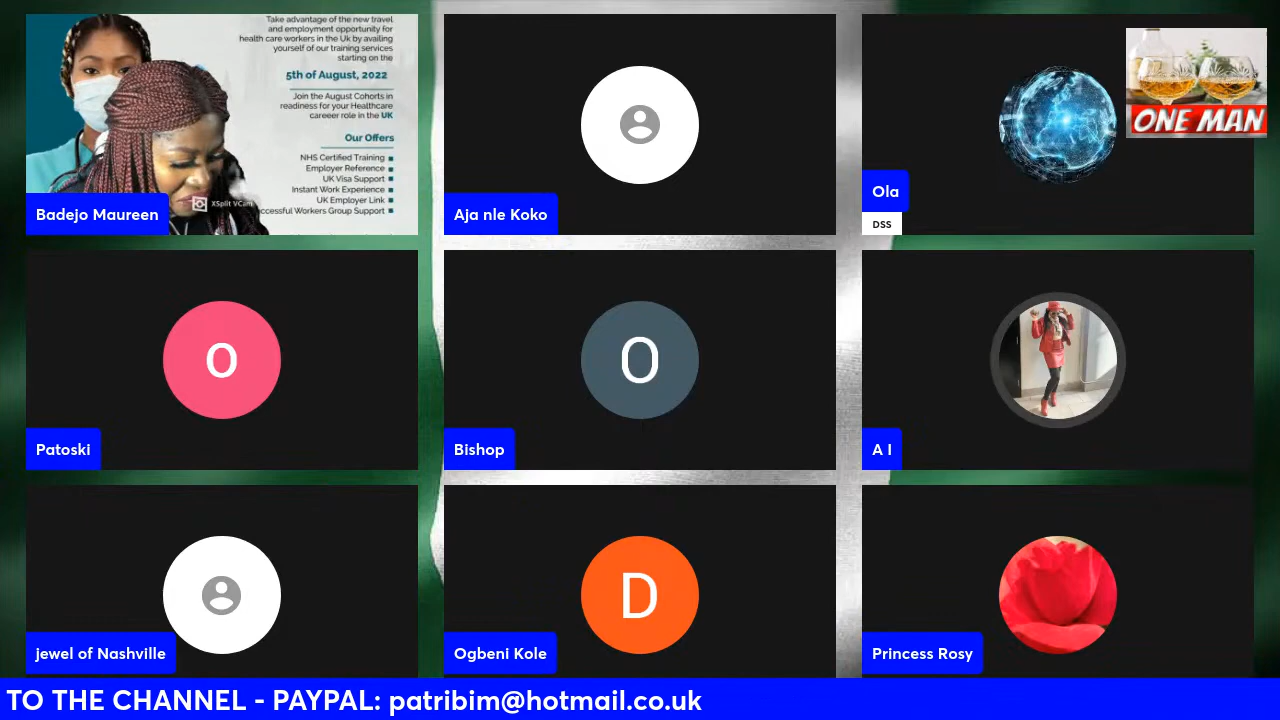 Take advantage of the new travel
and employment opportunity for
health care workers in the Uk by availing
yourself of our training services
starting on the
5th of August, 2022
Join the August Cohorts in
readiness for your Healthcare
careeer role in the UK
Our Offers
NHS Certified Training
Employer Reference
UK Visa Support
Instant Work Experience
UK Employer Link
ccessful Workers Group Support
XSplit VCam
Badejo Maureen
Aja nle Koko
ONE MAN
Ola
DSS
O
Patoski
O
Bishop
A I
jewel of Nashville
D
Ogbeni Kole
Princess Rosy
TO THE CHANNEL - PAYPAL: patribim@hotmail.co.uk